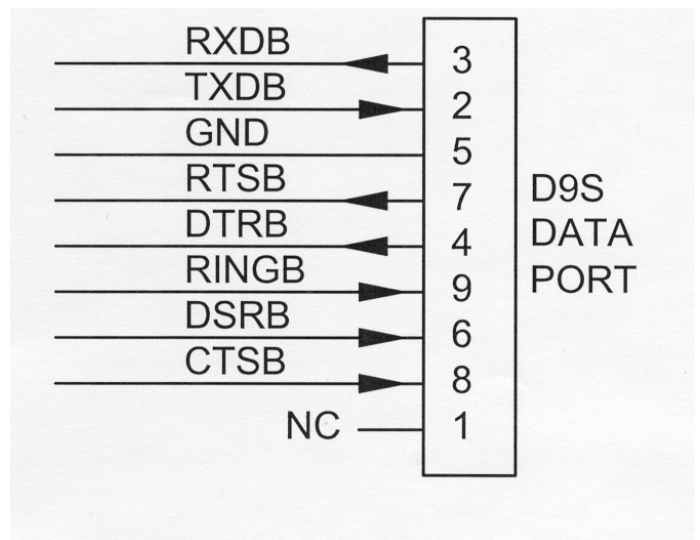 RXDB 3
TXDB 2
GND 5
RTSB 7
DTRB 4
RINGB 9
DSRB 6
CTSB 8
NC 1
D9S
DATA
PORT